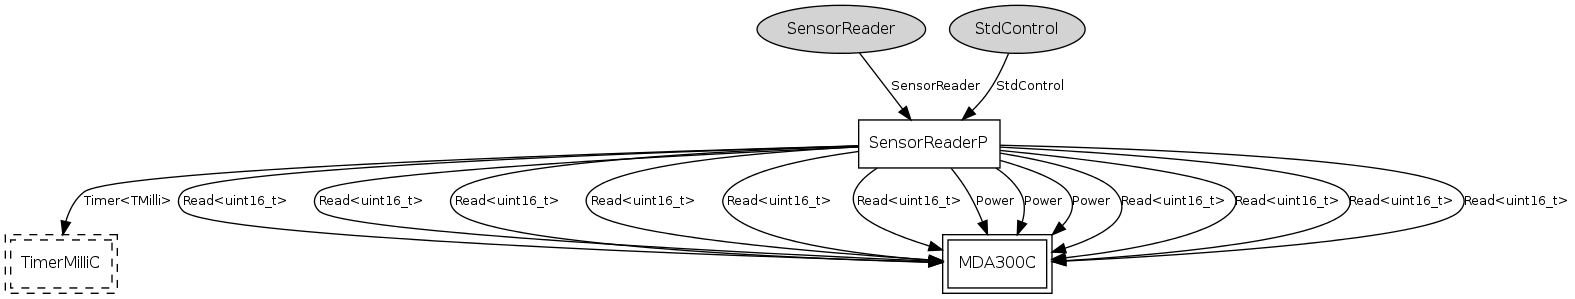 SensorReader
StdControl
SensorReader
StdControl
SensorReaderP
Timer<TMilli>
Read<uint16_t>
Read<uint16_t>
Read<uint16_t>
Read<uint16_t>
Read<uint16_t>
Read<uint16_t>
Power
Power
Power
Read<uint16_t>
Read<uint16_t>
Read<uint16_t>
Read<uint16_t>
TimerMilliC
MDA300C